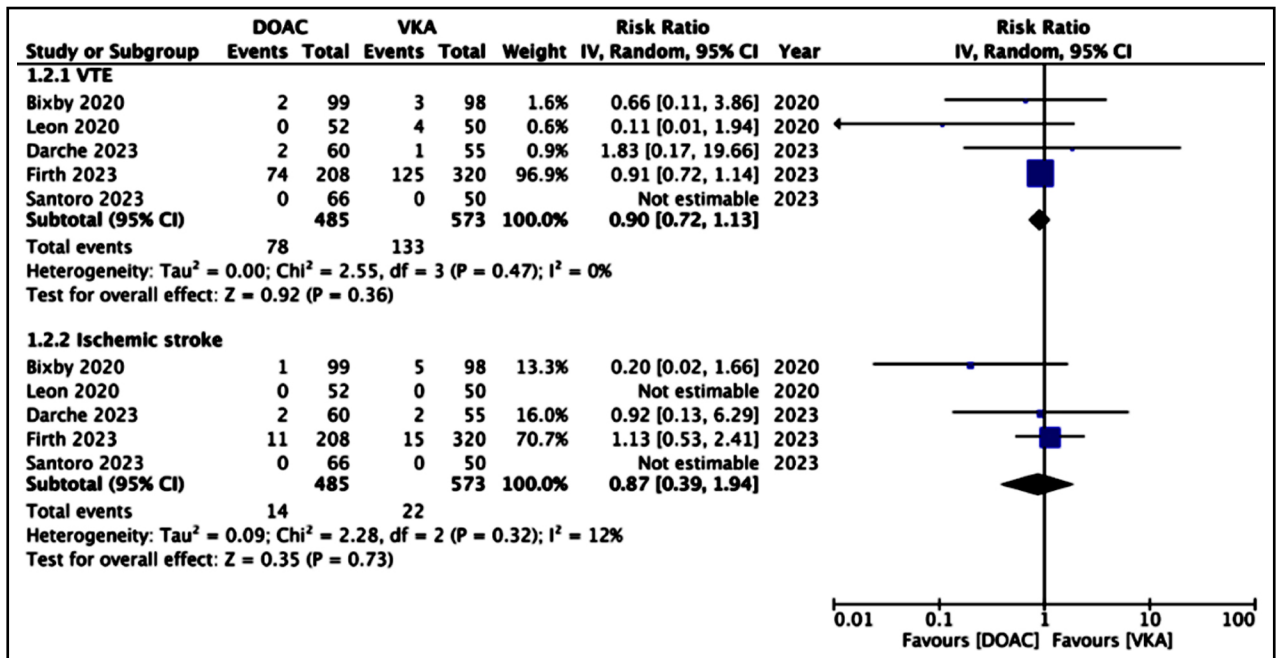 DOAC VKA Risk Ratio Risk Ratio
Study or Subgroup Events Total Events Total Weight IV, Random, 95% CI Year IV, Random, 95% CI
1.2.1 VTE
Bixby 2020 2 99 3 98 1.6% 0.66 [0.11, 3.86] 2020
Leon 2020 0 52 4 50 0.6% 0.11 [0.01, 1.94] 2020
Darche 2023 2 60 1 55 0.9% 1.83 [0.17, 19.66] 2023
Firth 2023 74 208 125 320 96.9% 0.91 [0.72, 1.14] 2023
Santoro 2023 0 66 0 50 Not estimable 2023
Subtotal (95% CI) 485 573 100.0% 0.90 [0.72, 1.13]
Total events 78 133
Heterogeneity: Tau² = 0.00; Chi² = 2.55, df = 3 (P = 0.47); I² = 0%
Test for overall effect: Z = 0.92 (P = 0.36)
1.2.2 Ischemic stroke
Bixby 2020 1 99 5 98 13.3% 0.20 [0.02, 1.66] 2020
Leon 2020 0 52 0 50 Not estimable 2020
Darche 2023 2 60 2 55 16.0% 0.92 [0.13, 6.29] 2023
Firth 2023 11 208 15 320 70.7% 1.13 [0.53, 2.41] 2023
Santoro 2023 0 66 0 50 Not estimable 2023
Subtotal (95% CI) 485 573 100.0% 0.87 [0.39, 1.94]
Total events 14 22
Heterogeneity: Tau² = 0.09; Chi² = 2.28, df = 2 (P = 0.32); I² = 12%
Test for overall effect: Z = 0.35 (P = 0.73)
0.01 0.1 1 10 100
Favours [DOAC] Favours [VKA]